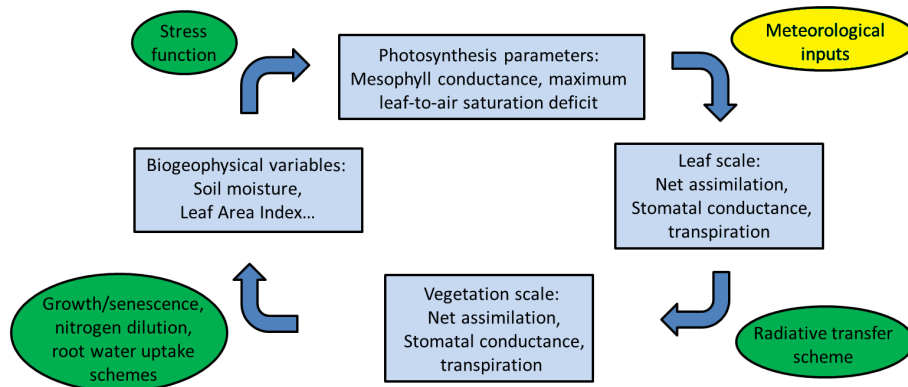 Stress
function
Photosynthesis parameters:
Mesophyll conductance, maximum
leaf-to-air saturation deficit
Meteorological
inputs
Biogeophysical variables:
Soil moisture,
Leaf Area Index...
Leaf scale:
Net assimilation,
Stomatal conductance,
transpiration
Growth/senescence,
nitrogen dilution,
root water uptake
schemes
Vegetation scale:
Net assimilation,
Stomatal conductance,
transpiration
Radiative transfer
scheme